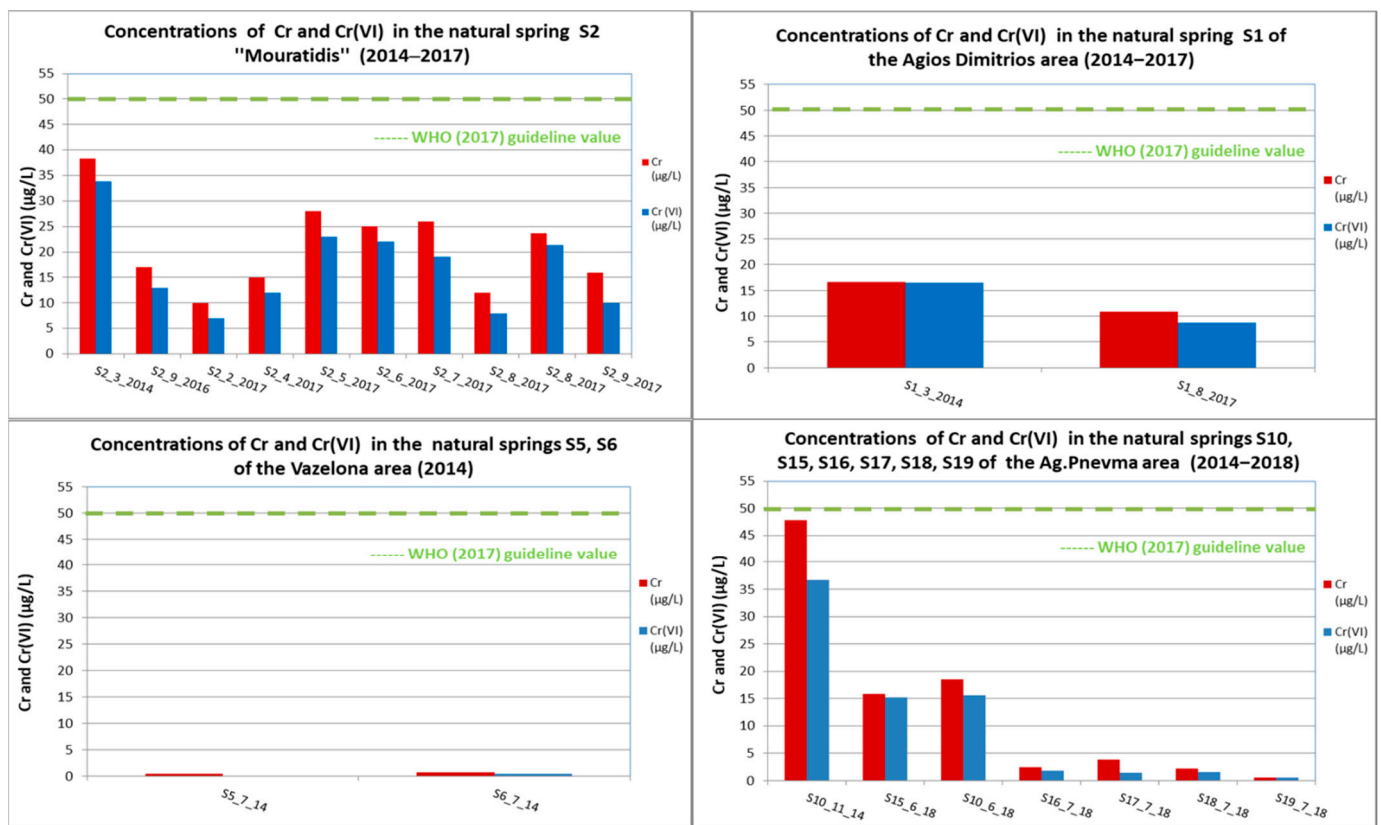 Concentrations of Cr and Cr(VI) in the natural spring S2
"Mouratidis" (2014–2017)
55
50
45
40
35
30
25
20
15
10
5
0
Cr and Cr(VI) (μg/L)
------ WHO (2017) guideline value
Cr
(μg/L)
Cr (VI)
(μg/L)
S2_3_2014
S2_9_2016
S2_2_2017
S2_4_2017
S2_5_2017
S2_6_2017
S2_7_2017
S2_8_2017
S2_8_2017
S2_9_2017
Concentrations of Cr and Cr(VI) in the natural spring S1 of
the Agios Dimitrios area (2014–2017)
55
50
45
40
35
30
25
20
15
10
5
0
Cr and Cr(VI) (μg/L)
------ WHO (2017) guideline value
Cr
(μg/L)
Cr(VI)
(μg/L)
S1_3_2014
S1_8_2017
Concentrations of Cr and Cr(VI) in the natural springs S5, S6
of the Vazelona area (2014)
55
50
45
40
35
30
25
20
15
10
5
0
Cr and Cr(VI) (μg/L)
------ WHO (2017) guideline value
Cr
(μg/L)
Cr(VI)
(μg/L)
S5_7_14
S6_7_14
Concentrations of Cr and Cr(VI) in the natural springs S10,
S15, S16, S17, S18, S19 of the Ag.Pnevma area (2014–2018)
55
50
45
40
35
30
25
20
15
10
5
0
Cr and Cr(VI) (μg/L)
------ WHO (2017) guideline value
Cr
(μg/L)
Cr(VI)
(μg/L)
S10_11_14
S15_6_18
S10_6_18
S16_7_18
S17_7_18
S18_7_18
S19_7_18